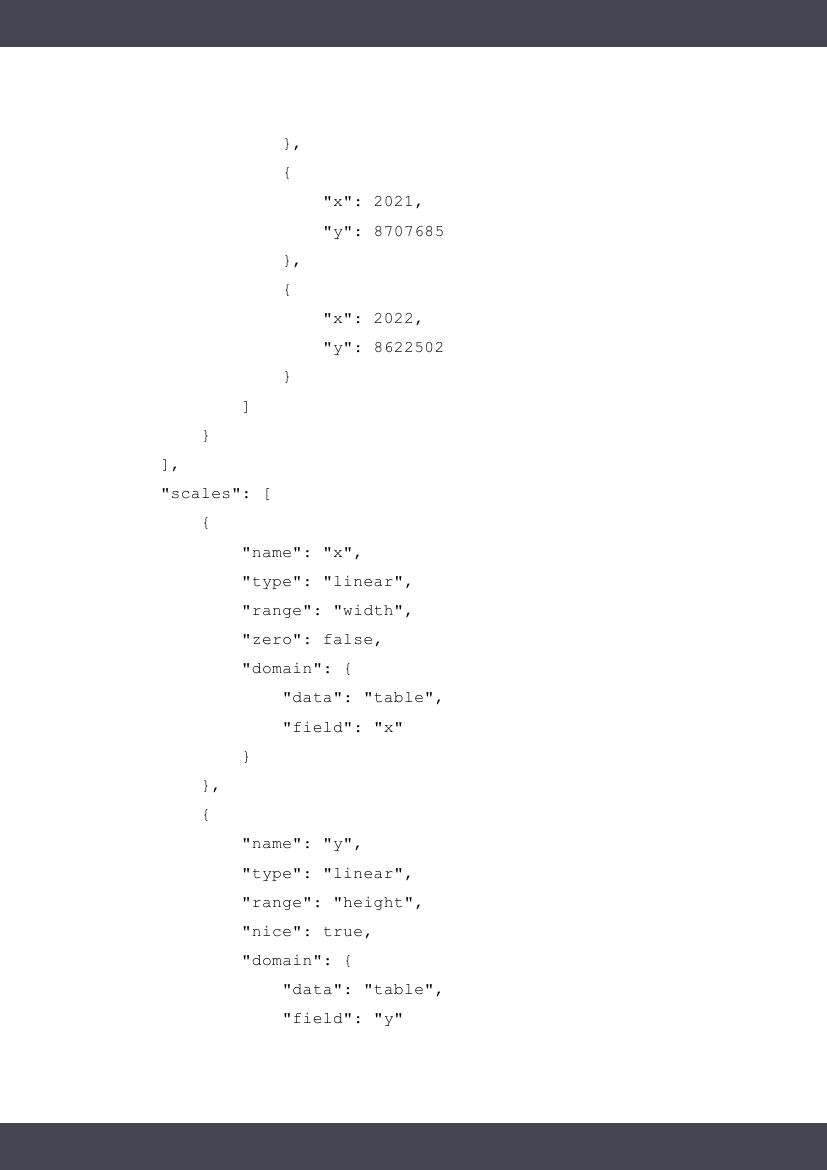 },
{
"x": 2021,
"y": 8707685
},
{
"x": 2022,
"y": 8622502
}
]
}
],
"scales": [
{
"name": "x",
"type": "linear",
"range": "width",
"zero": false,
"domain": {
"data": "table",
"field": "x"
}
},
{
"name": "y",
"type": "linear",
"range": "height",
"nice": true,
"domain": {
"data": "table",
"field": "y"